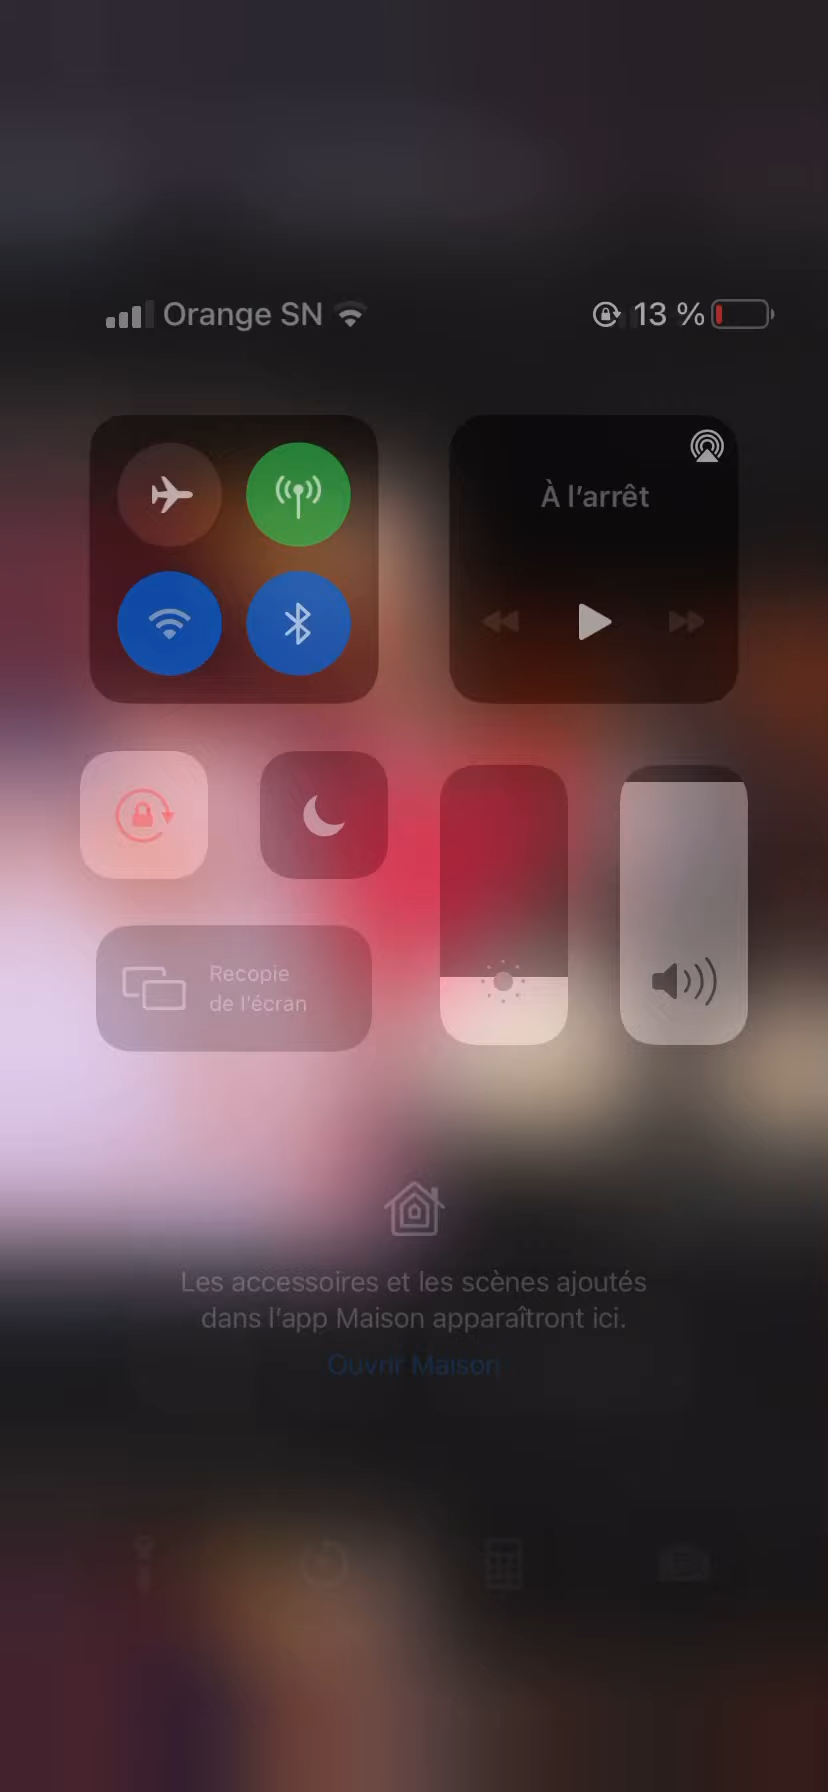 Orange SN
13 %
À l’arrêt
Recopie
de l’écran
Les accessoires et les scènes ajoutés
dans l’app Maison apparaîtront ici.
Ouvrir Maison